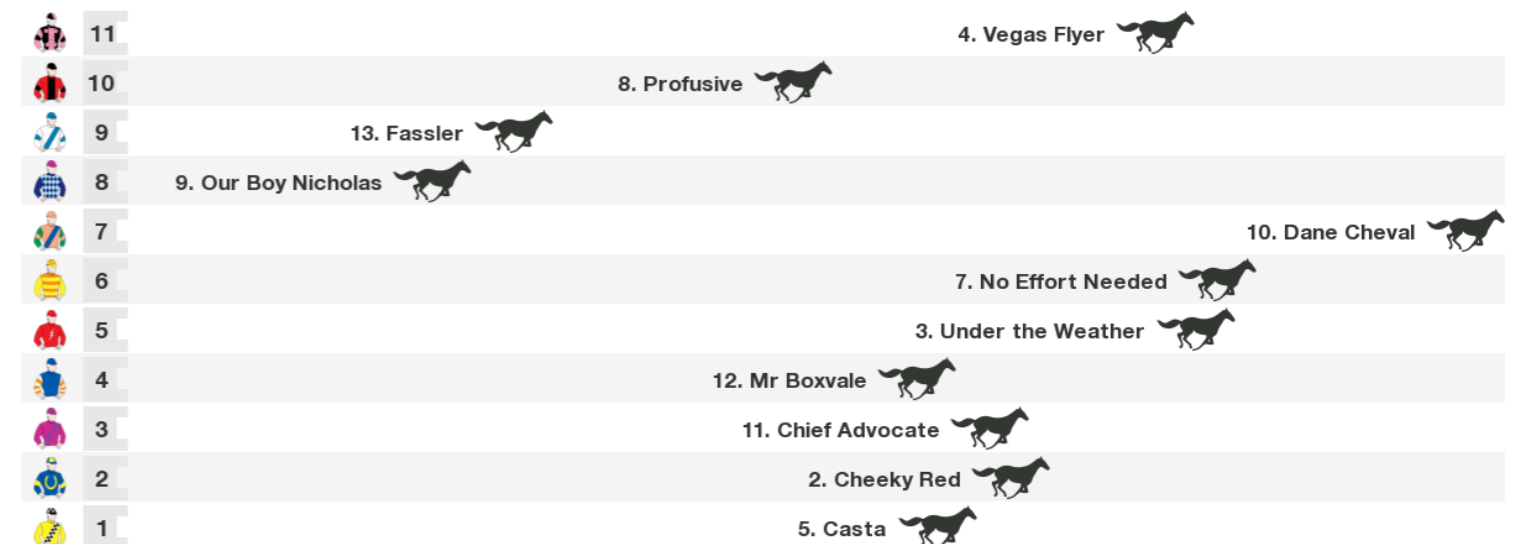 11 4. Vegas Flyer
10 8. Profusive
9 13. Fassler
8 9. Our Boy Nicholas
7 10. Dane Cheval
6 7. No Effort Needed
5 3. Under the Weather
4 12. Mr Boxvale
3 11. Chief Advocate
2 2. Cheeky Red
1 5. Casta